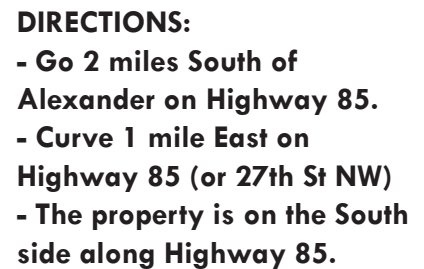 DIRECTIONS:
- Go 2 miles South of
Alexander on Highway 85.
- Curve 1 mile East on
Highway 85 (or 27th St NW)
- The property is on the South
side along Highway 85.